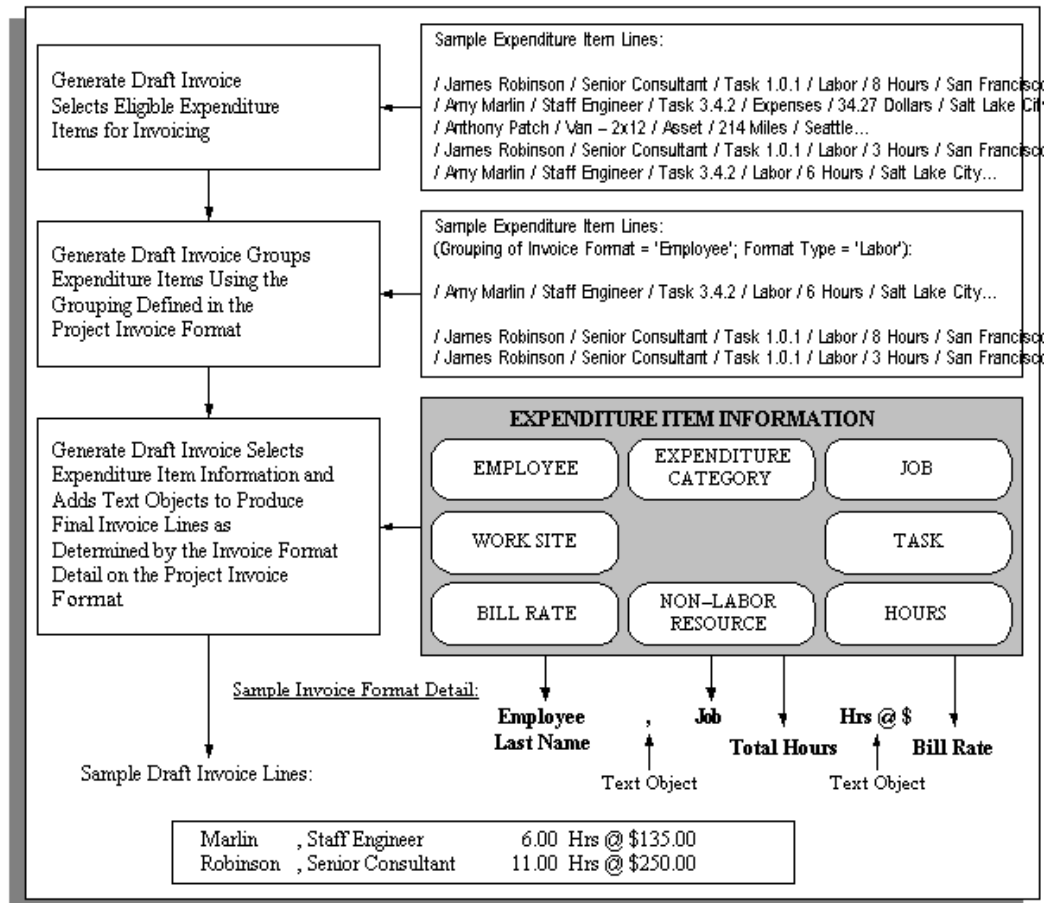 Generate Draft Invoice
Selects Eligible Expenditure
Items for Invoicing
Sample Expenditure Item Lines:
/ James Robinson / Senior Consultant / Task 1.0.1 / Labor / 8 Hours / San Francisco
/ Amy Marlin / Staff Engineer / Task 3.4.2 / Expenses / 34.27 Dollars / Salt Lake City
/ Anthony Patch / Van – 2x12 / Asset / 214 Miles / Seattle...
/ James Robinson / Senior Consultant / Task 1.0.1 / Labor / 3 Hours / San Francisco
/ Amy Marlin / Staff Engineer / Task 3.4.2 / Labor / 6 Hours / Salt Lake City...
Generate Draft Invoice Groups
Expenditure Items Using the
Grouping Defined in the
Project Invoice Format
Sample Expenditure Item Lines:
(Grouping of Invoice Format = 'Employee'; Format Type = 'Labor'):
/ Amy Marlin / Staff Engineer / Task 3.4.2 / Labor / 6 Hours / Salt Lake City...
/ James Robinson / Senior Consultant / Task 1.0.1 / Labor / 8 Hours / San Francisco
/ James Robinson / Senior Consultant / Task 1.0.1 / Labor / 3 Hours / San Francisco
Generate Draft Invoice Selects
Expenditure Item Information and
Adds Text Objects to Produce
Final Invoice Lines as
Determined by the Invoice Format
Detail on the Project Invoice
Format
EXPENDITURE ITEM INFORMATION
EMPLOYEE
EXPENDITURE
CATEGORY
JOB
WORK SITE
TASK
BILL RATE
NON–LABOR
RESOURCE
HOURS
Sample Invoice Format Detail:
Employee
Last Name
,
Job
Total Hours
Hrs @ $
Bill Rate
Text Object
Text Object
Sample Draft Invoice Lines:
Marlin , Staff Engineer 6.00 Hrs @ $135.00
Robinson , Senior Consultant 11.00 Hrs @ $250.00